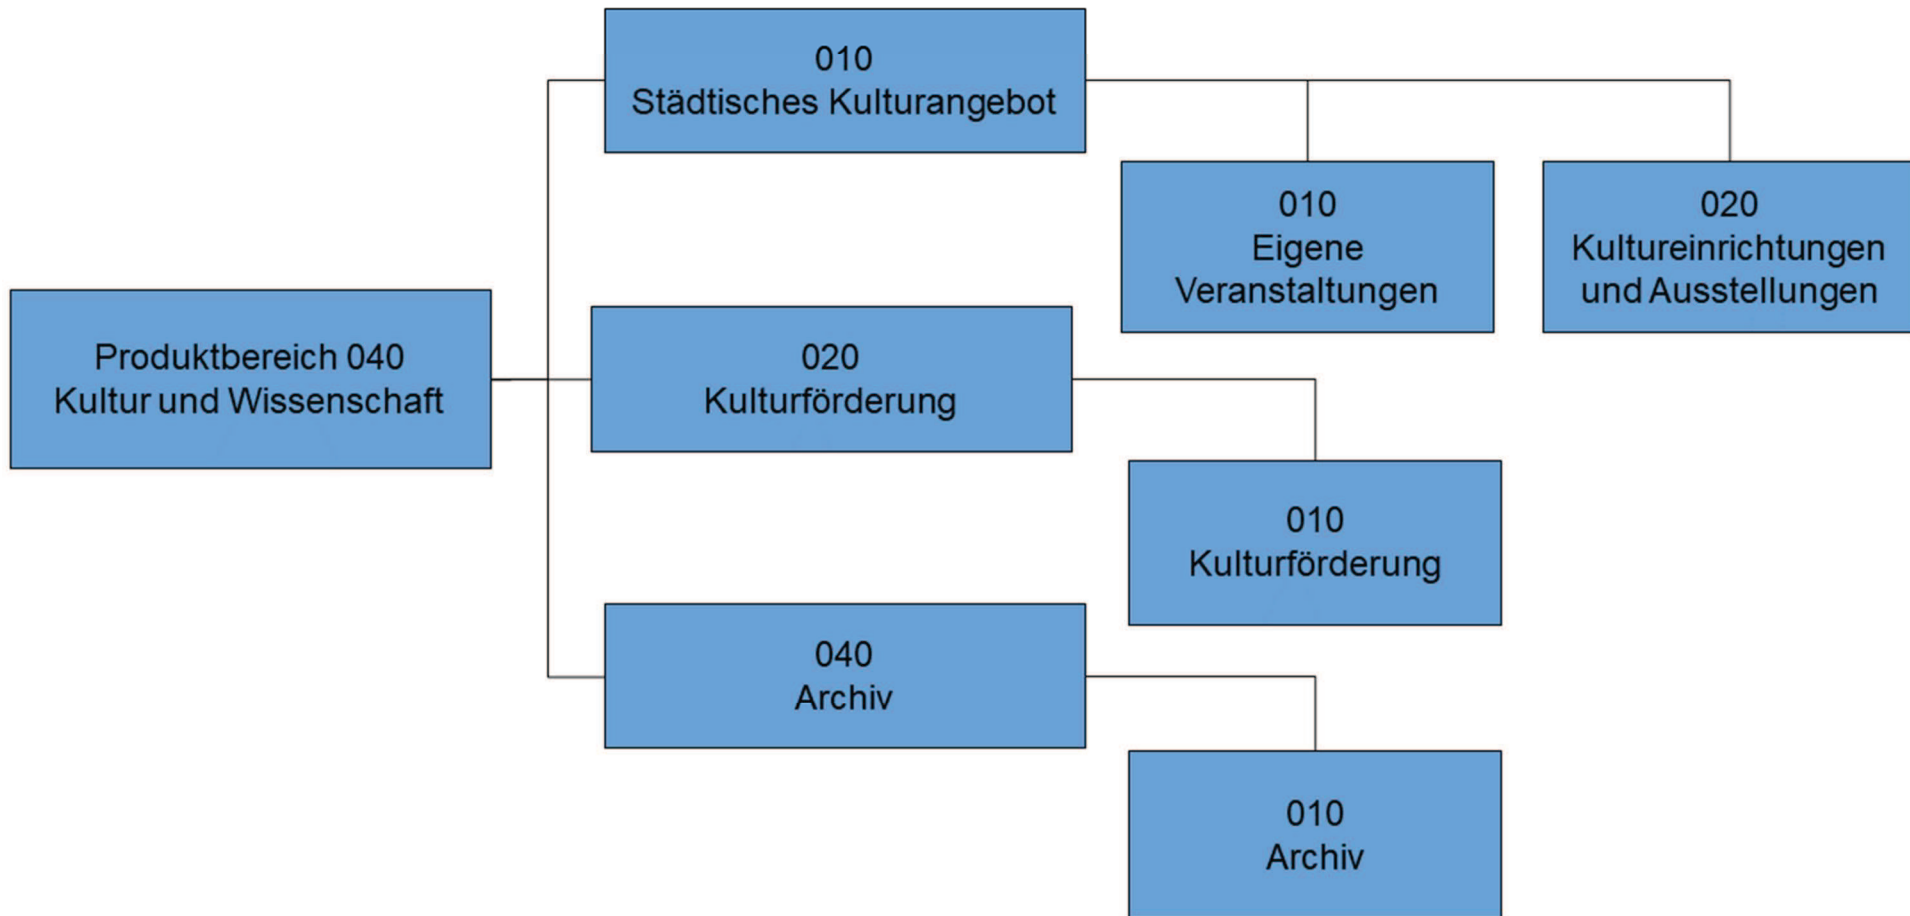 010
Städtisches Kulturangebot
010
Eigene
Veranstaltungen
020
Kultureinrichtungen
und Ausstellungen
Produktbereich 040
Kultur und Wissenschaft
020
Kulturförderung
010
Kulturförderung
040
Archiv
010
Archiv